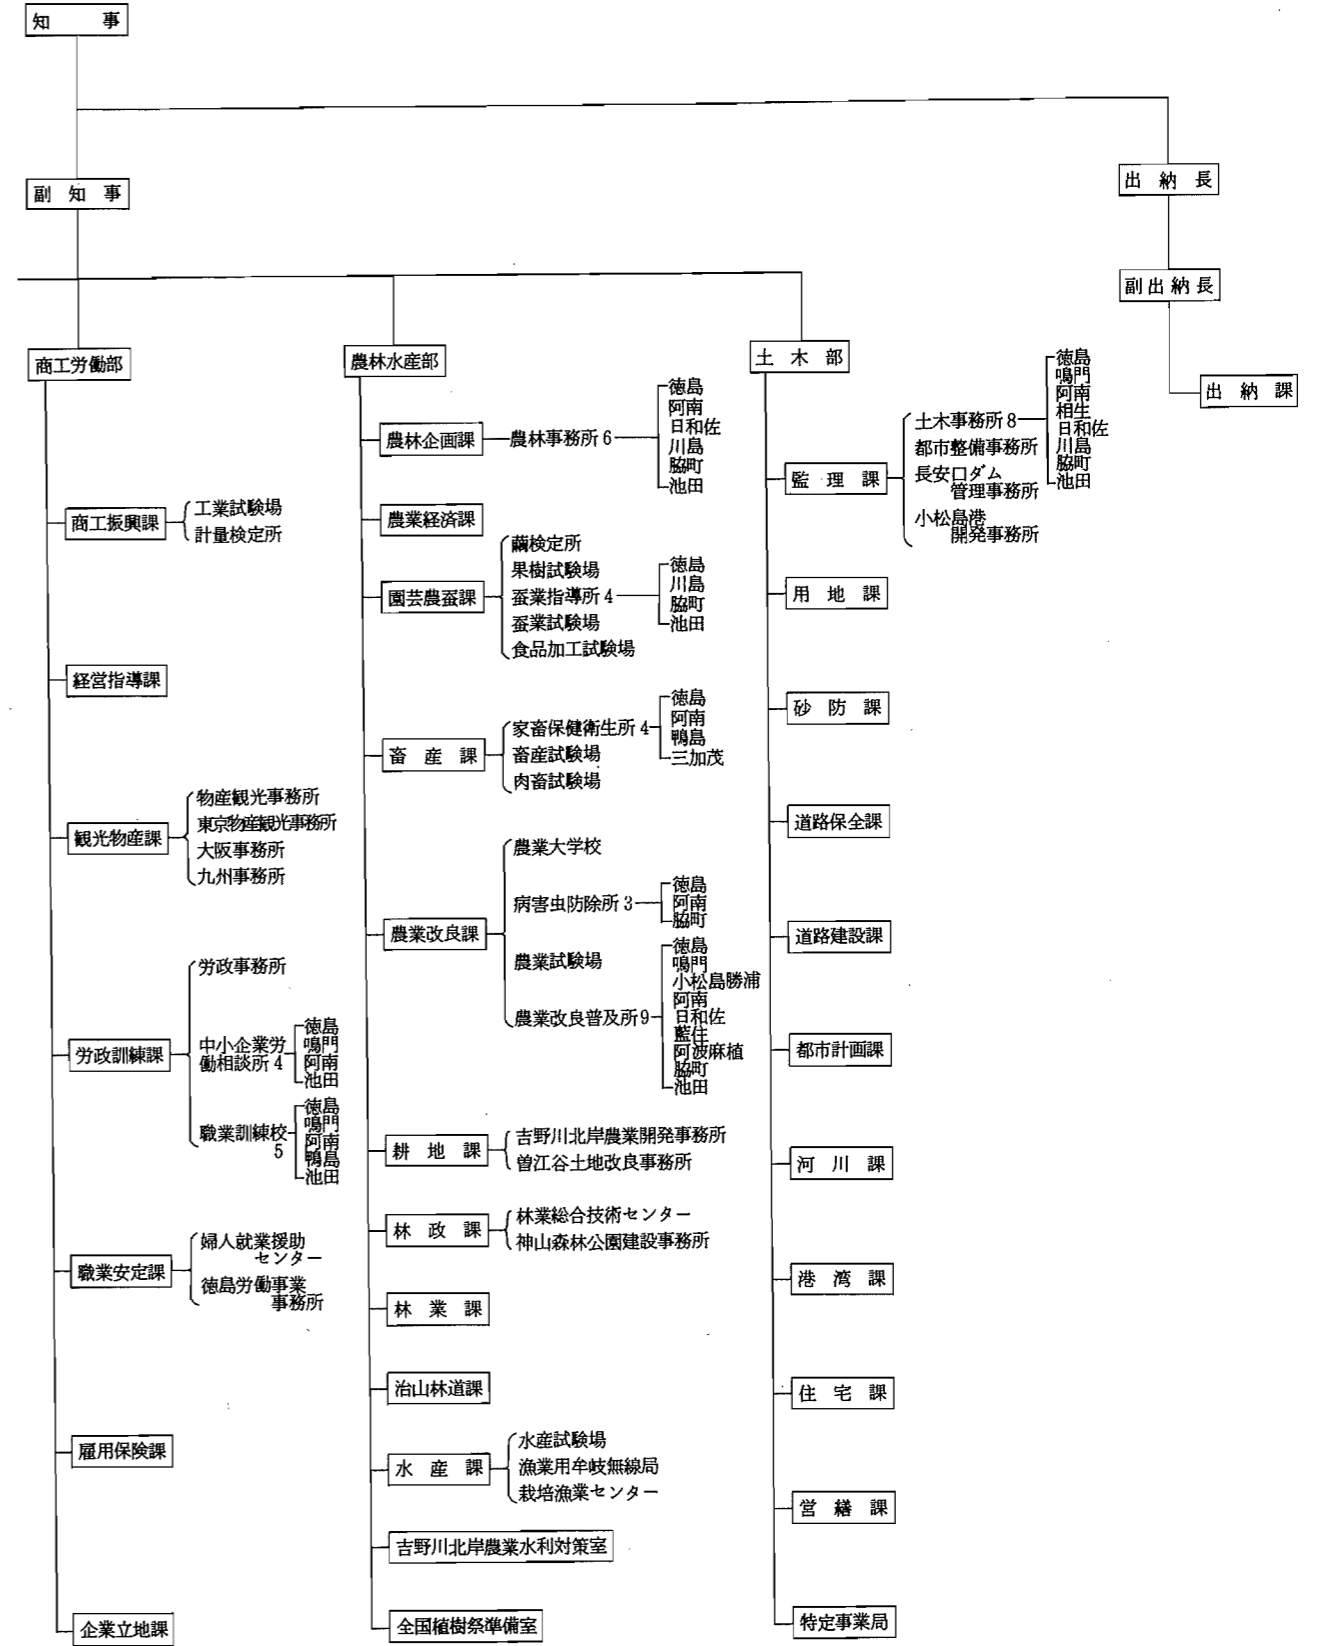 知事
副知事
出納長
副出納長
出納課
商工労働部
商工振興課
工業試験場
計量検定所
経営指導課
観光物産課
物産観光事務所
東京物産観光事務所
大阪事務所
九州事務所
労政訓練課
労政事務所
中小企業労
働相談所4
徳島
鳴門
阿南
池田
職業訓練校
5
徳島
鳴門
阿南
鴨島
池田
職業安定課
婦人就業援助
センター
徳島労働事業
事務所
雇用保険課
企業立地課
農林水産部
農林企画課
農林事務所6
徳島
阿南
日和佐
川島
脇町
池田
農業経済課
園芸農蚕課
繭検定所
果樹試験場
蚕業指導所4
徳島
川島
脇町
池田
蚕業試験場
食品加工試験場
畜産課
家畜保健衛生所4
徳島
阿南
鴨島
三加茂
畜産試験場
肉畜試験場
農業改良課
農業大学校
病害虫防除所3
徳島
阿南
脇町
農業試験場
農業改良普及所9
徳島
鳴門
小松島勝浦
阿南
日和佐
藍住
阿波麻植
脇町
池田
耕地課
吉野川北岸農業開発事務所
曽江谷土地改良事務所
林政課
林業総合技術センター
神山森林公園建設事務所
林業課
治山林道課
水産課
水産試験場
漁業用牟岐無線局
栽培漁業センター
吉野川北岸農業水利対策室
全国植樹祭準備室
土木部
監理課
土木事務所8
徳島
鳴門
阿南
相生
日和佐
川島
脇町
池田
都市整備事務所
長安口ダム
管理事務所
小松島港
開発事務所
用地課
砂防課
道路保全課
道路建設課
都市計画課
河川課
港湾課
住宅課
営繕課
特定事業局